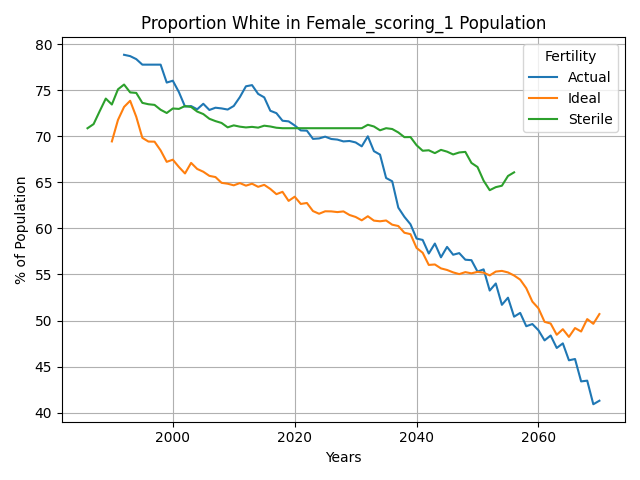 Proportion White in Female_scoring_1 Population
% of Population
80
75
70
65
60
55
50
45
40
2000
2020
2040
2060
Years
Fertility
Actual
Ideal
Sterile